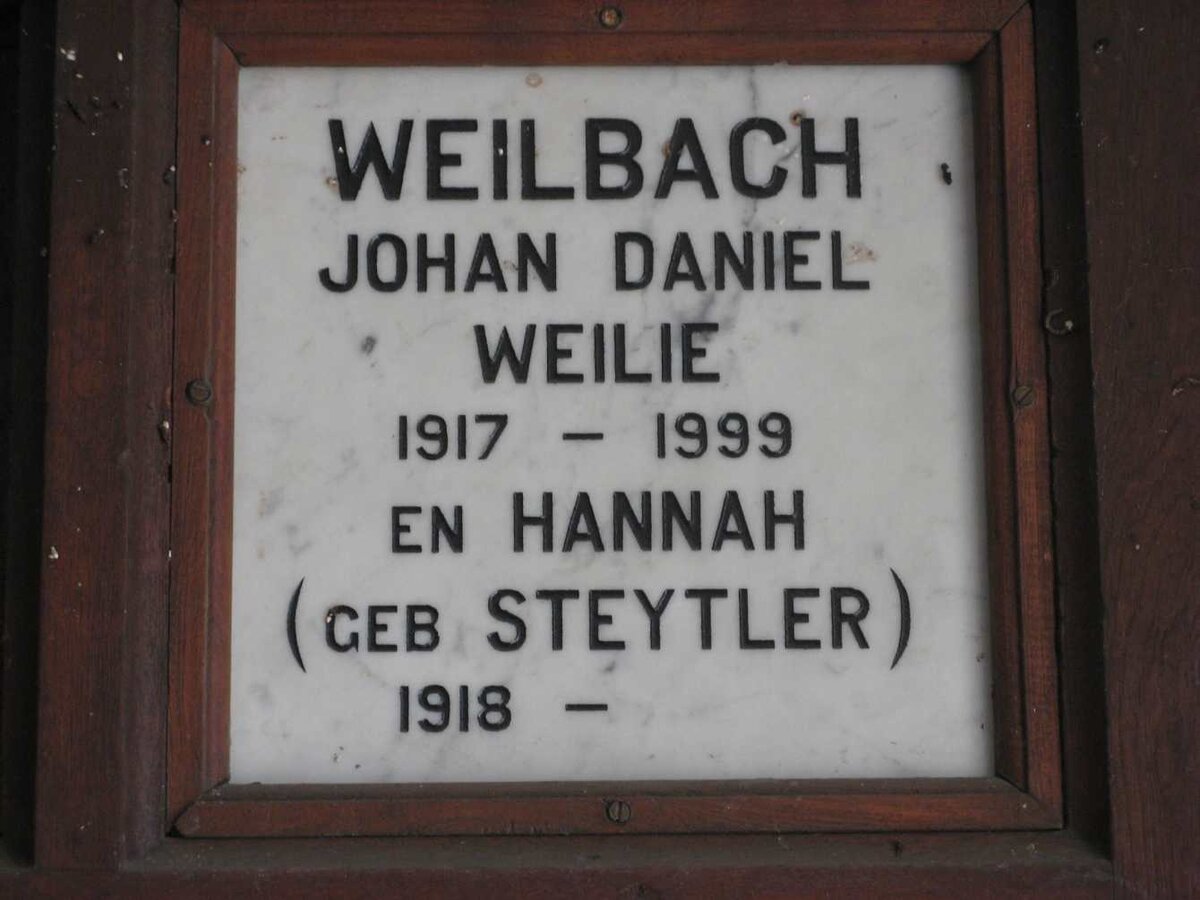 WEILBACH
JOHAN DANIEL
WEILIE
1917 – 1999
EN HANNAH
(GEB STEYTLER)
1918 –